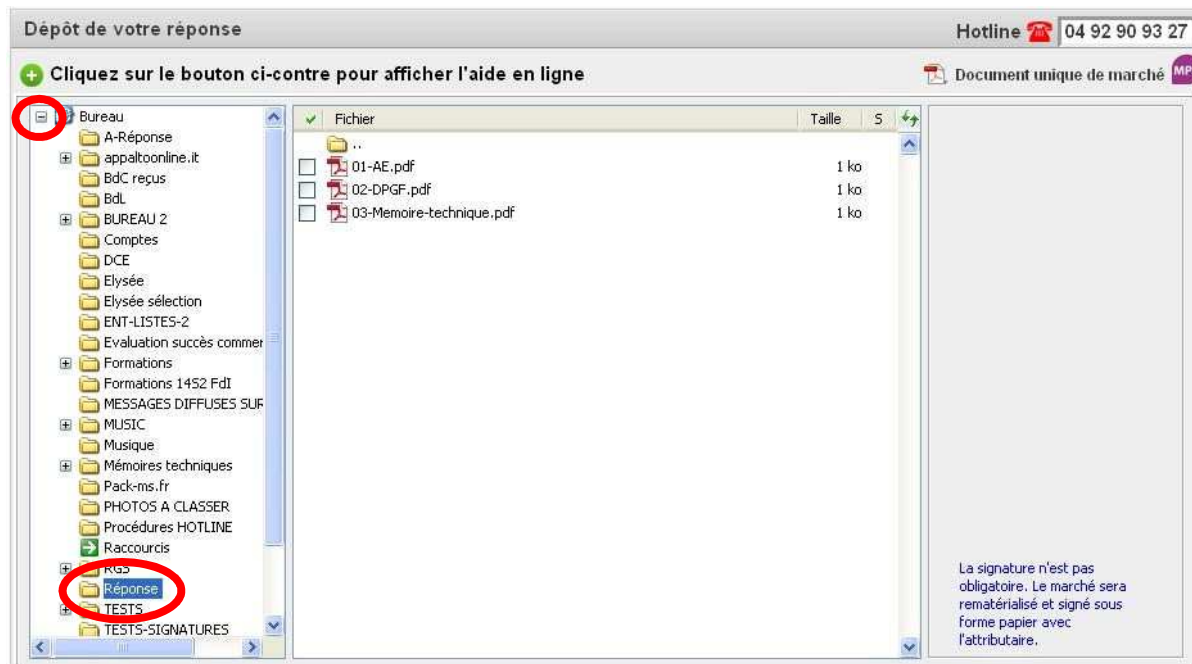 Dépôt de votre réponse
Hotline 04 92 90 93 27
Cliquez sur le bouton ci-contre pour afficher l'aide en ligne
Document unique de marché MP
Bureau
A-Réponse
appaltoonline.it
BdC reçus
BdL
BUREAU 2
Comptes
DCE
Elysée
Elysée sélection
ENT-LISTES-2
Evaluation succès commer
Formations
Formations 1452 FdI
MESSAGES DIFFUSES SUR
MUSIC
Musique
Mémoires techniques
Pack-ms.fr
PHOTOS A CLASSER
Procédures HOTLINE
Raccourcis
RGS
Réponse
TESTS
TESTS-SIGNATURES
Fichier Taille S
..
01-AE.pdf 1 ko
02-DPGF.pdf 1 ko
03-Memoire-technique.pdf 1 ko
La signature n'est pas
obligatoire. Le marché sera
rematérialisé et signé sous
forme papier avec
l'attributaire.